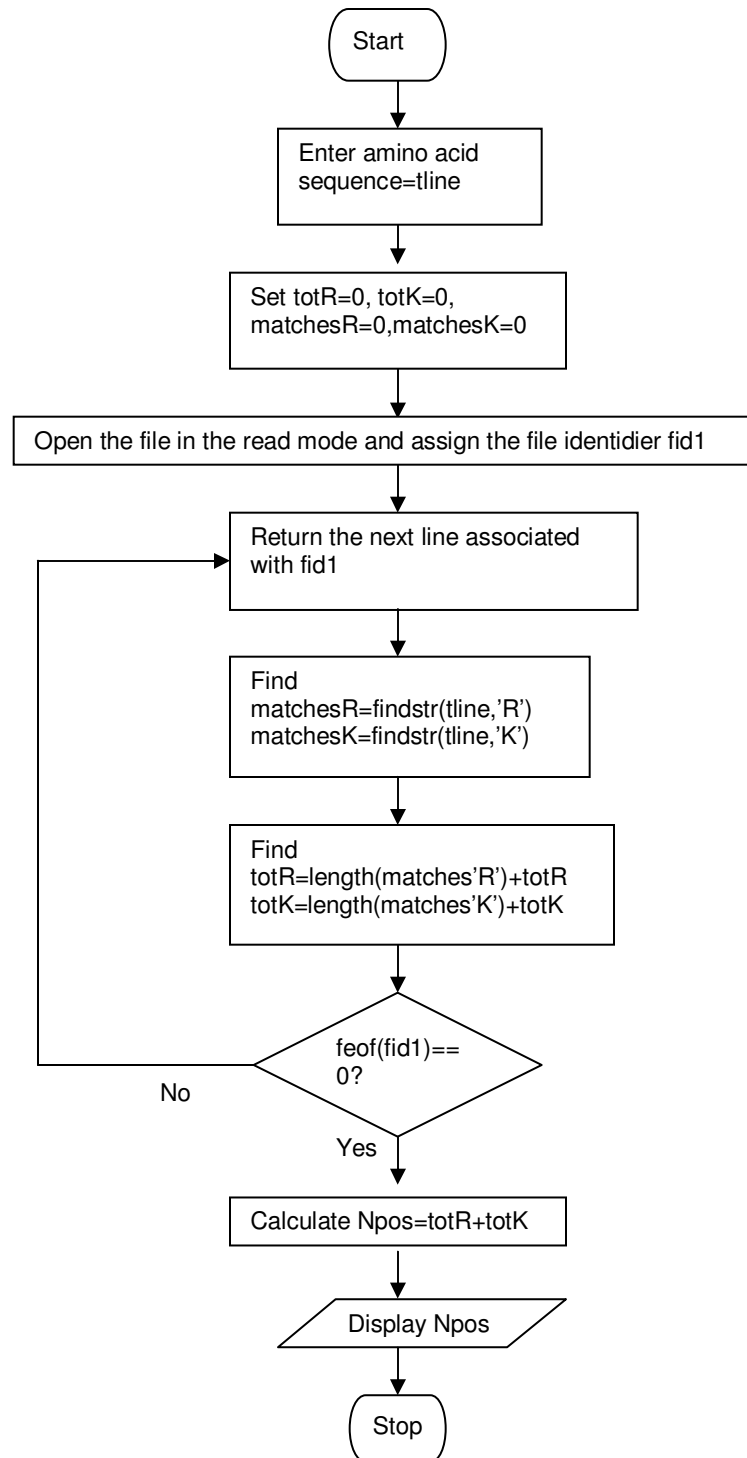 Start
Enter amino acid
sequence=tline
Set totR=0, totK=0,
matchesR=0,matchesK=0
Open the file in the read mode and assign the file identidier fid1
Return the next line associated
with fid1
Find
matchesR=findstr(tline,’R’)
matchesK=findstr(tline,’K’)
Find
totR=length(matches’R’)+totR
totK=length(matches’K’)+totK
feof(fid1)==
0?
No
Yes
Calculate Npos=totR+totK
Display Npos
Stop